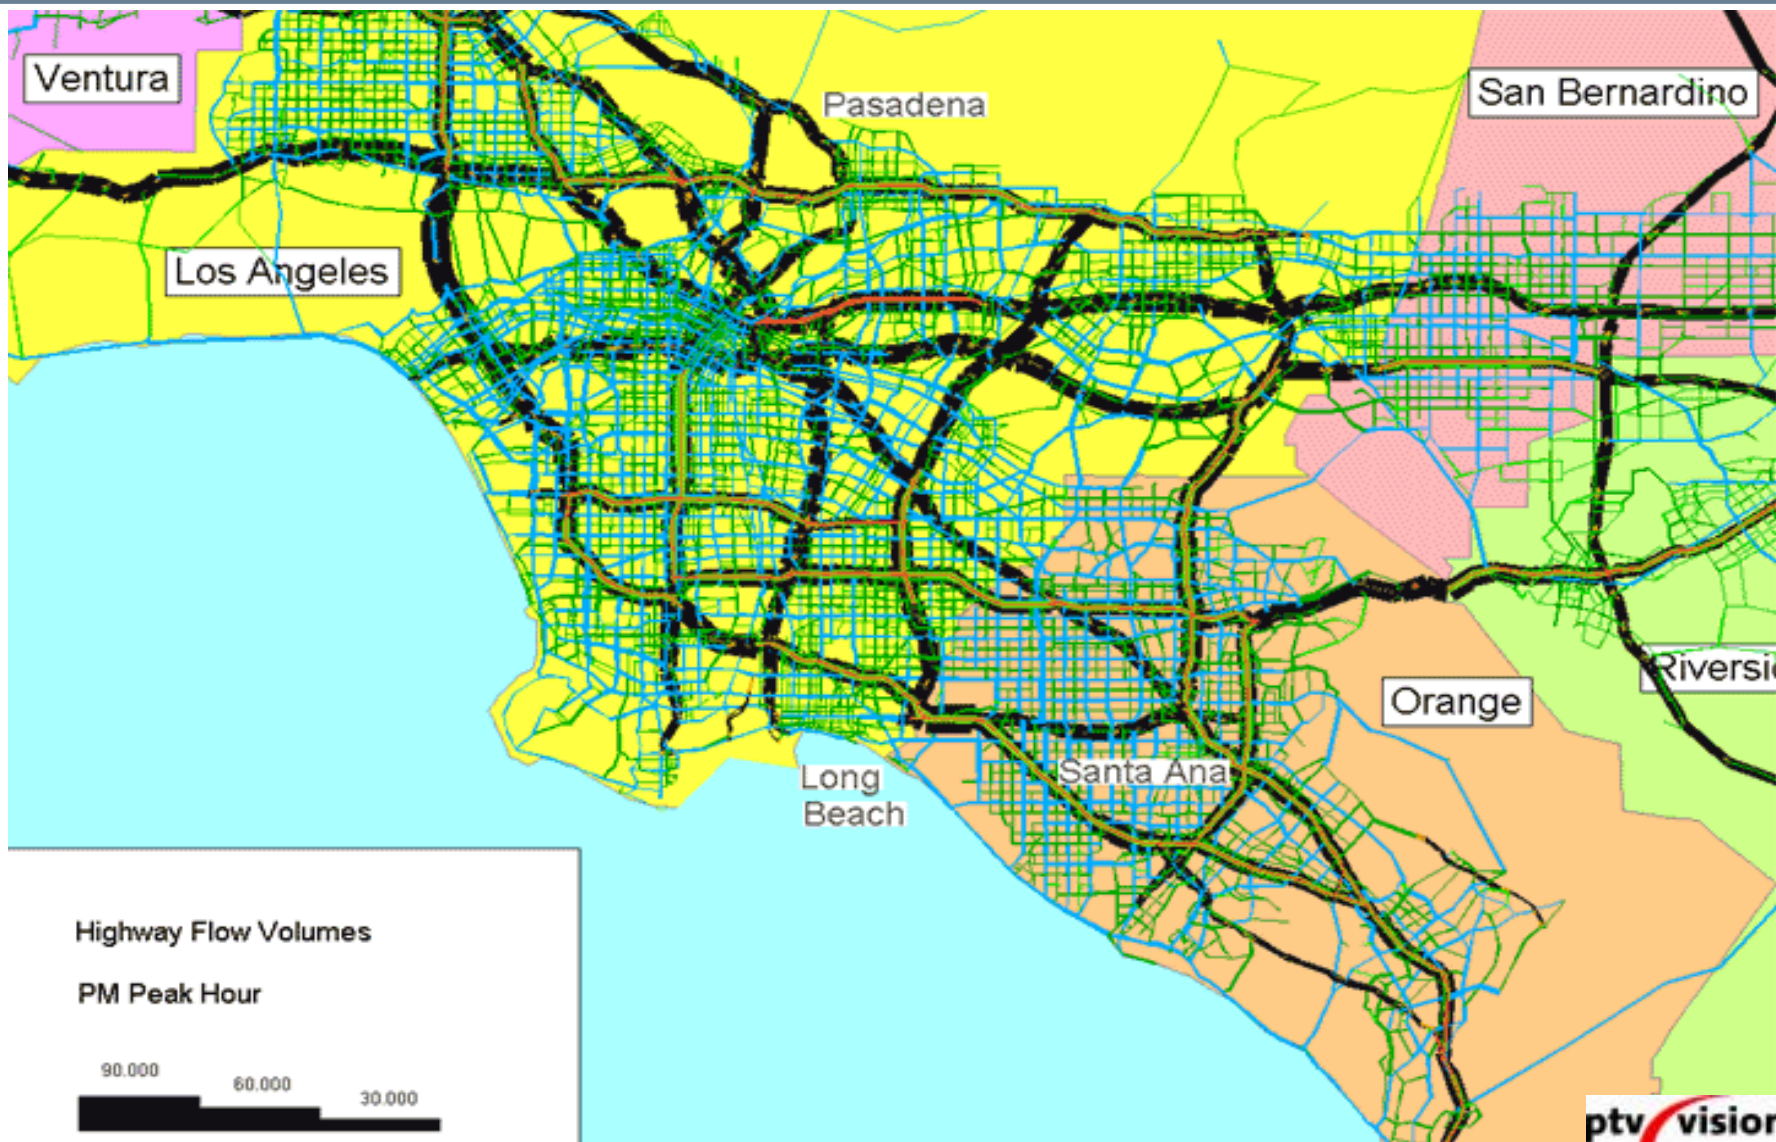 Ventura
San Bernardino
Pasadena
Los Angeles
Riversi
Orange
Santa Ana
Long
Beach
Highway Flow Volumes
PM Peak Hour
90.000
60.000
30.000
ptv vision